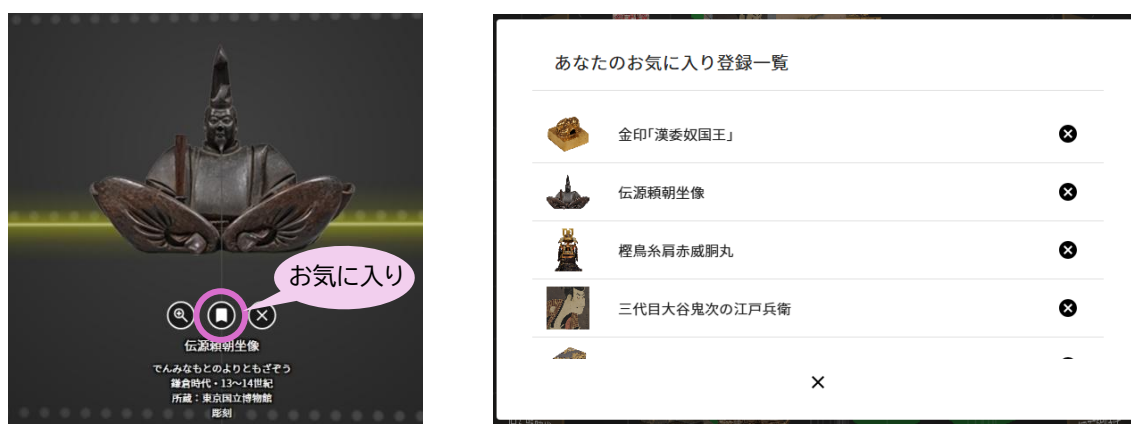 お気に入り
伝源頼朝坐像
でんみなもとのよりともざぞう
鎌倉時代・13〜14世紀
所蔵：東京国立博物館
彫刻
あなたのお気に入り登録一覧
金印「漢委奴国王」
伝源頼朝坐像
樫鳥糸肩赤威胴丸
三代目大谷鬼次の江戸兵衛